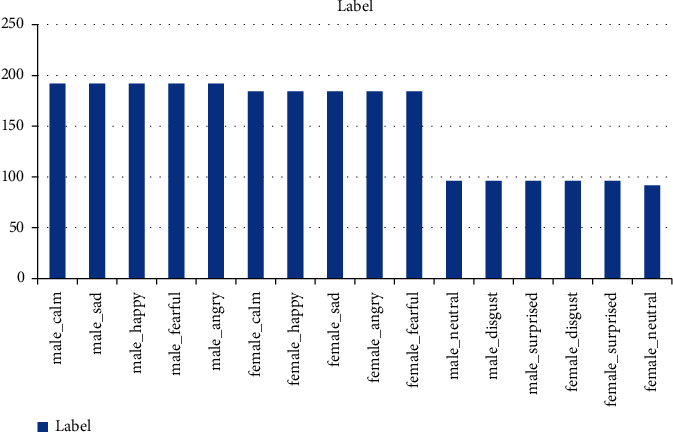 Label
250
200
150
100
50
0
male_calm
male_sad
male_happy
male_fearful
male_angry
female_calm
female_happy
female_sad
female_angry
female_fearful
male_neutral
male_disgust
male_surprised
female_disgust
female_surprised
female_neutral
Label